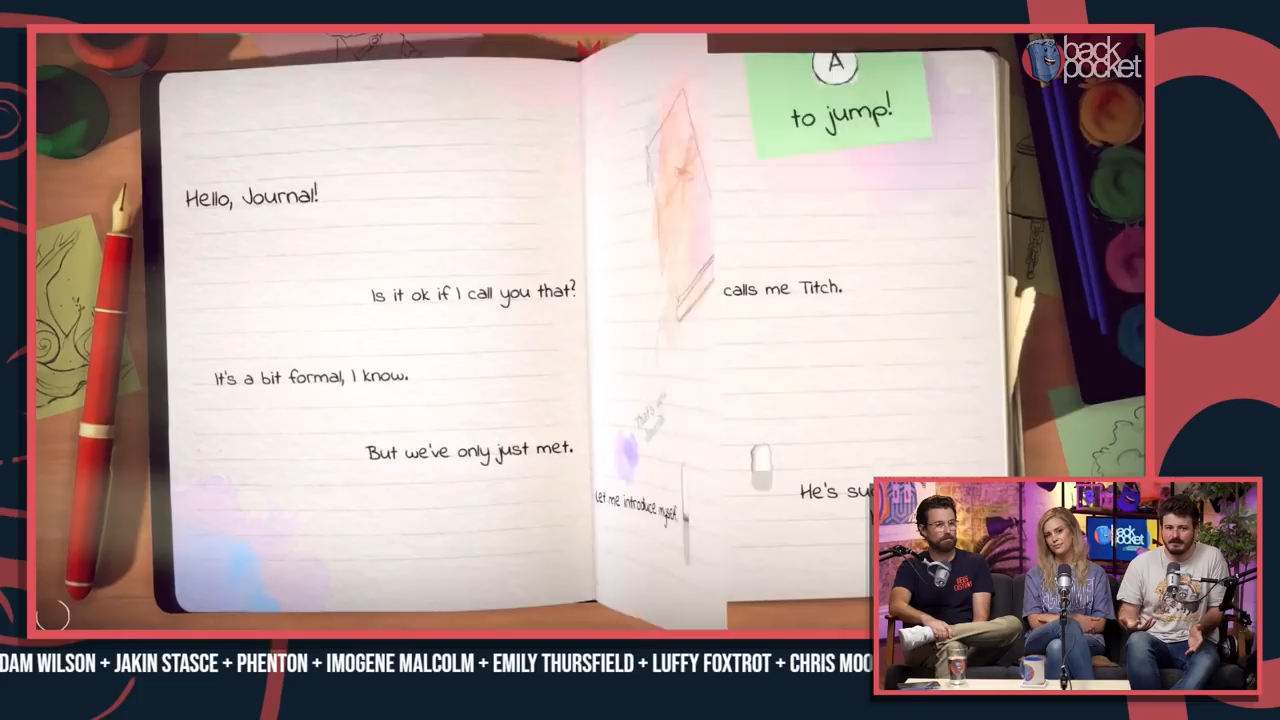 back
pocket
A
to jump!
Hello, Journal!
Is it ok if I call you that?
calls me Titch.
It's a bit formal, I know.
But we've only just met.
Let me introduce myself.
He's
back
pocket
DAM WILSON + JAKIN STASCE + PHENTON + IMOGENE MALCOLM + EMILY THURSFIELD + LUFFY FOXTROT + CHRIS MOO